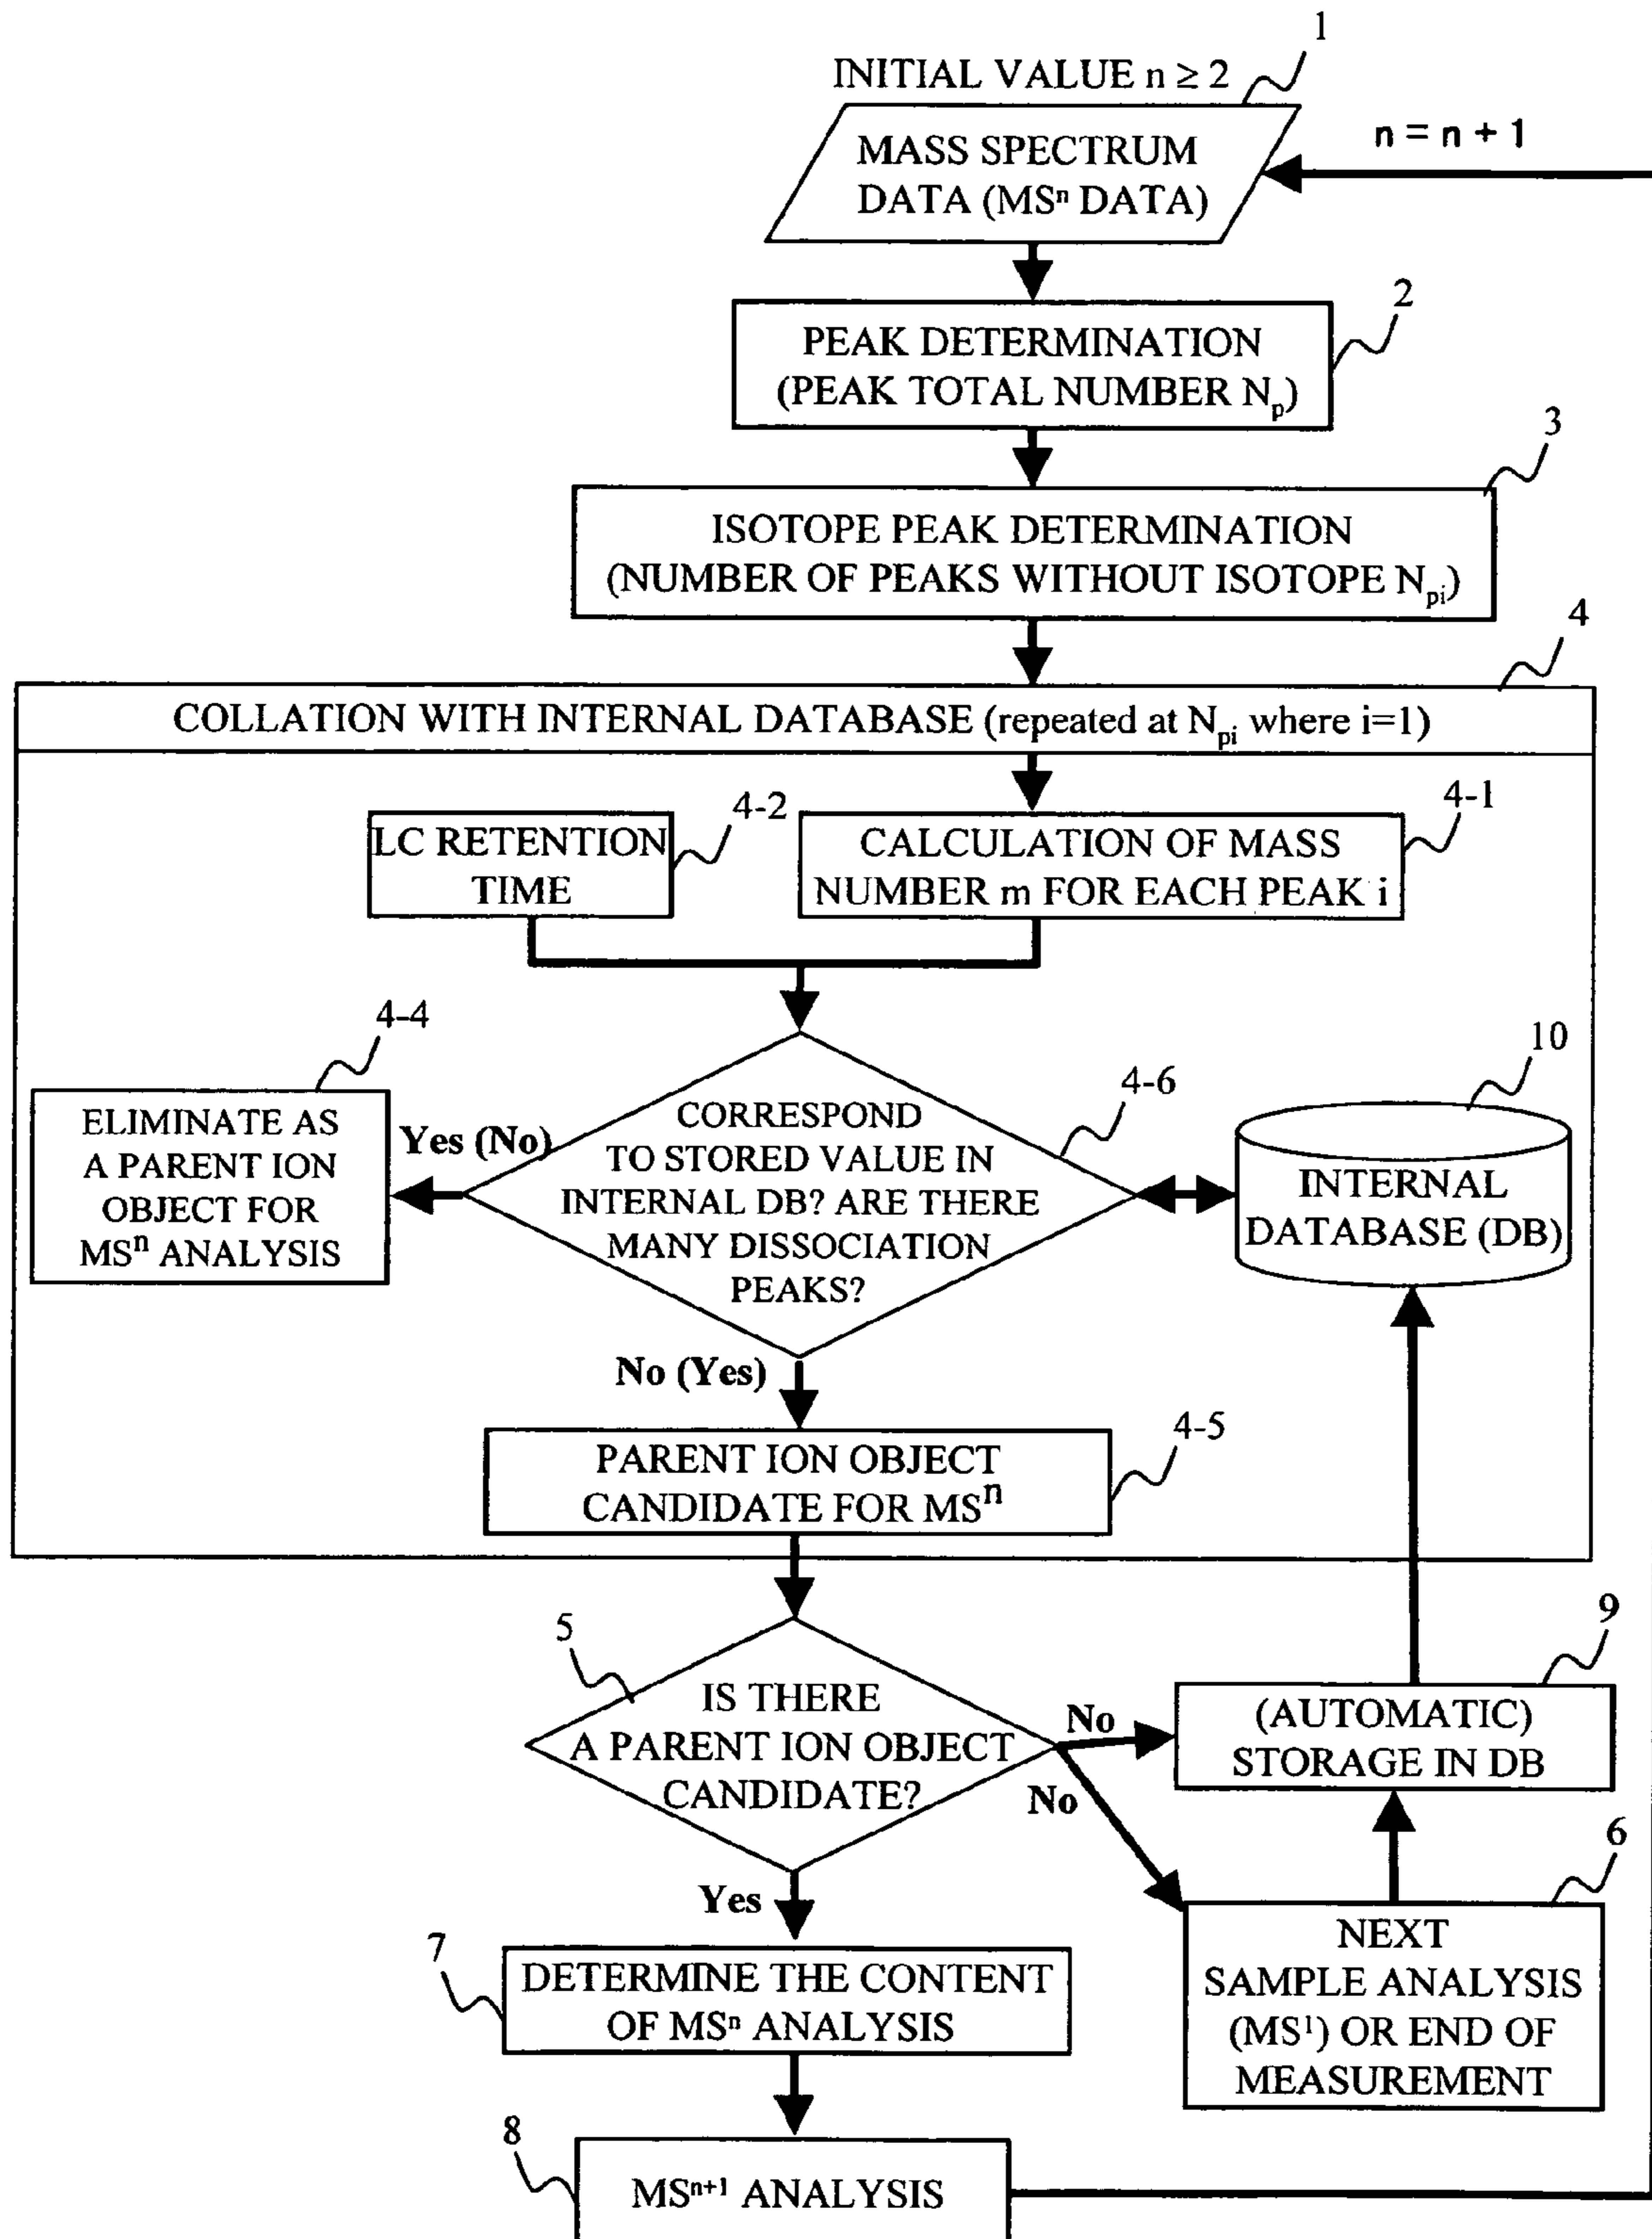 1
INITIAL VALUE n ≥ 2
MASS SPECTRUM
DATA (MSⁿ DATA)
n = n + 1
2
PEAK DETERMINATION
(PEAK TOTAL NUMBER Nₚ)
3
ISOTOPE PEAK DETERMINATION
(NUMBER OF PEAKS WITHOUT ISOTOPE Nₚᵢ)
4
COLLATION WITH INTERNAL DATABASE (repeated at Nₚᵢ where i=1)
4-2
LC RETENTION
TIME
4-1
CALCULATION OF MASS
NUMBER m FOR EACH PEAK i
4-4
ELIMINATE AS
A PARENT ION
OBJECT FOR
MSⁿ ANALYSIS
Yes (No)
4-6
CORRESPOND
TO STORED VALUE IN
INTERNAL DB? ARE THERE
MANY DISSOCIATION
PEAKS?
10
INTERNAL
DATABASE (DB)
No (Yes)
4-5
PARENT ION OBJECT
CANDIDATE FOR MSⁿ
5
IS THERE
A PARENT ION OBJECT
CANDIDATE?
No
No
9
(AUTOMATIC)
STORAGE IN DB
6
NEXT
SAMPLE ANALYSIS
(MS¹) OR END OF
MEASUREMENT
Yes
7
DETERMINE THE CONTENT
OF MSⁿ ANALYSIS
8
MSⁿ⁺¹ ANALYSIS